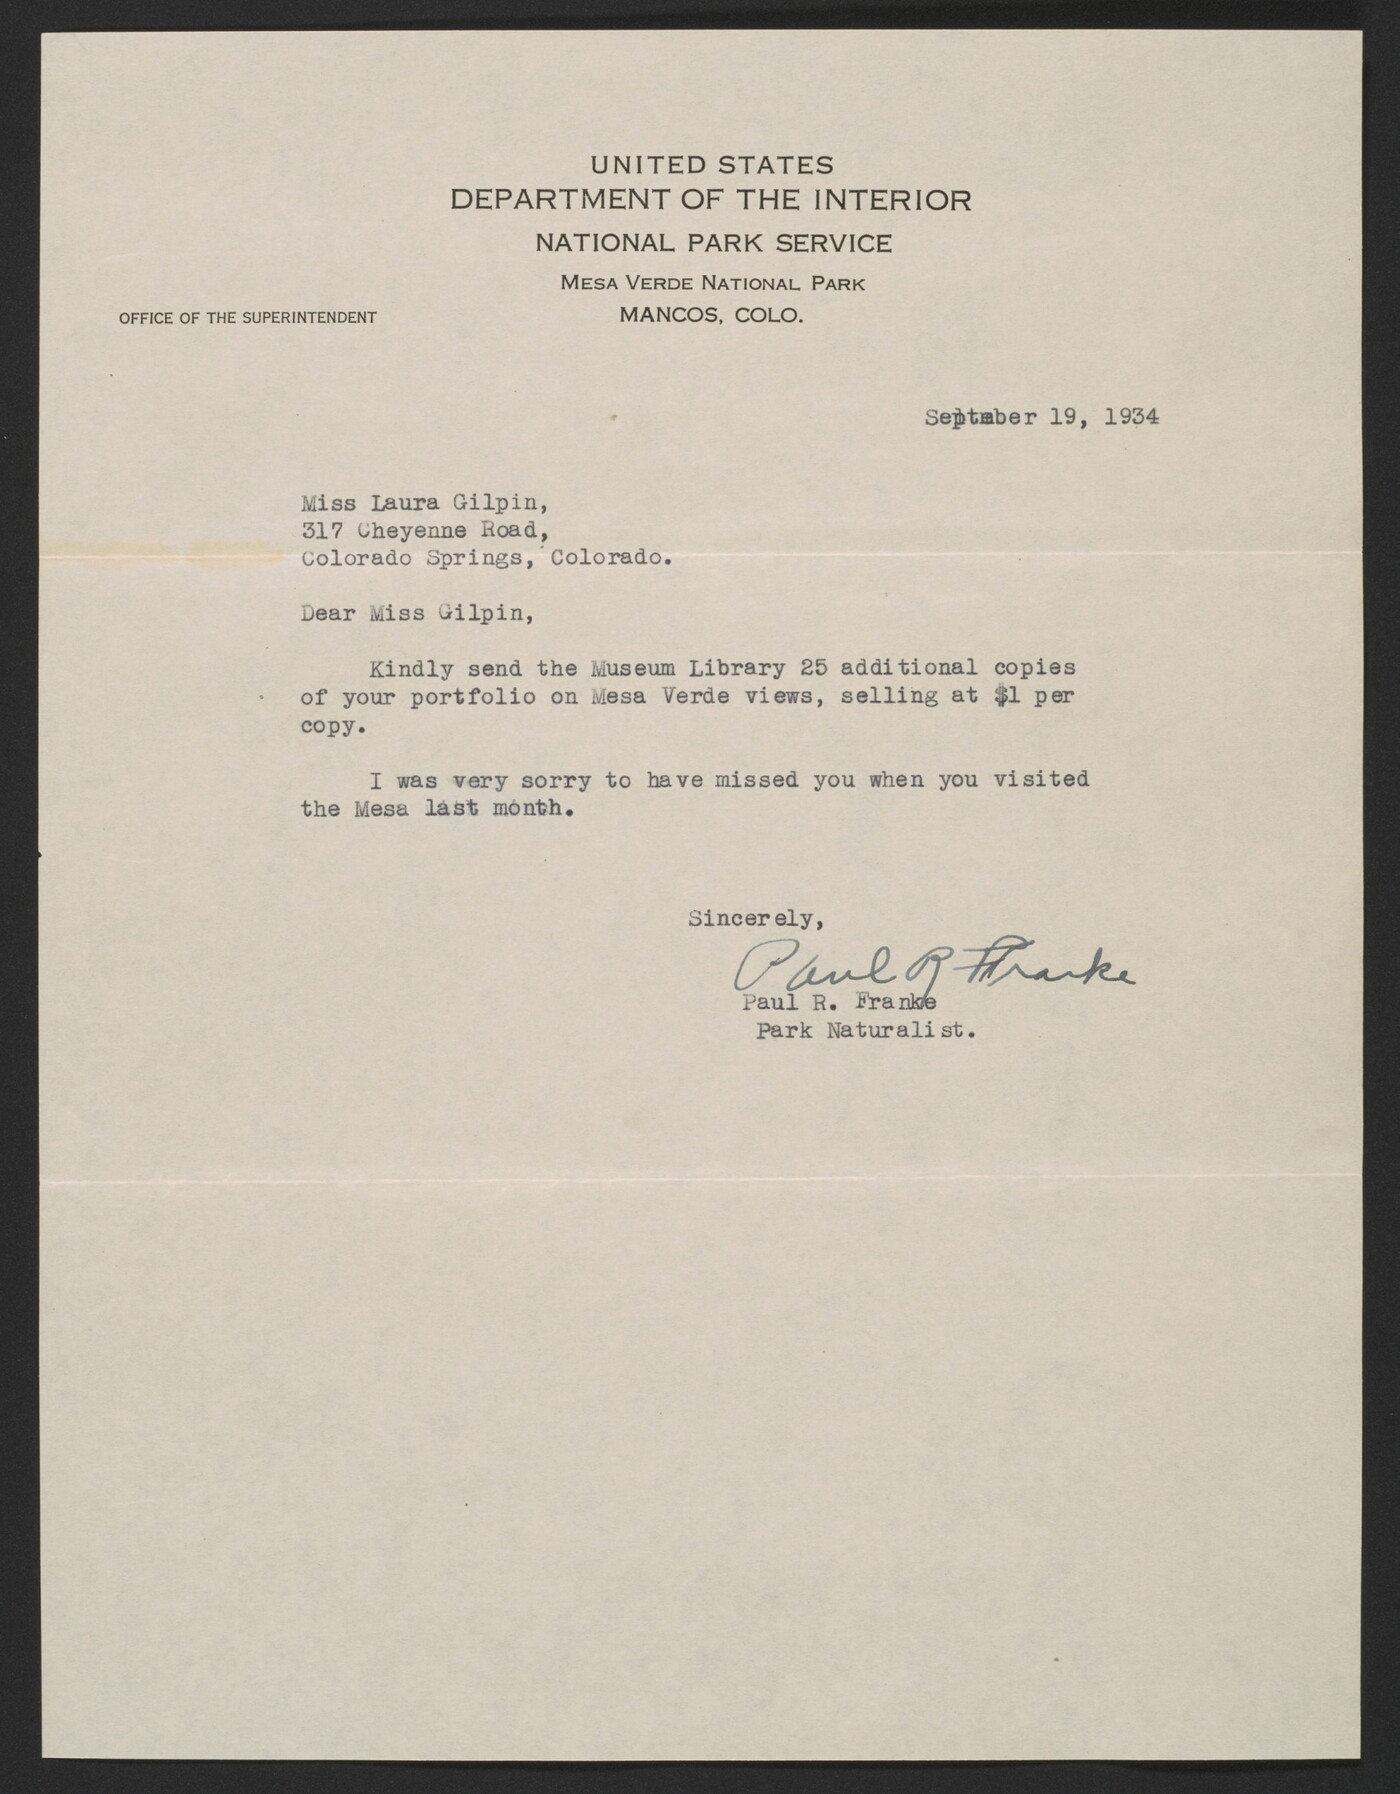 UNITED STATES
DEPARTMENT OF THE INTERIOR
NATIONAL PARK SERVICE
MESA VERDE NATIONAL PARK
OFFICE OF THE SUPERINTENDENT
MANCOS, COLO.
September 19, 1934
Miss Laura Gilpin,
317 Cheyenne Road,
Colorado Springs, Colorado.
Dear Miss Gilpin,
Kindly send the Museum Library 25 additional copies
of your portfolio on Mesa Verde views, selling at $1 per
copy.
I was very sorry to have missed you when you visited
the Mesa last month.
Sincerely,
Paul R Franke
Paul R. Franke
Park Naturalist.